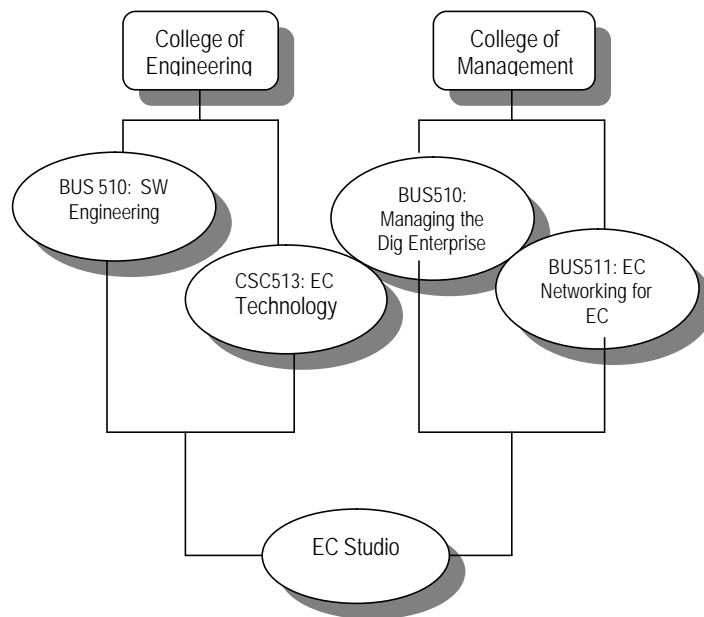 College of
Engineering
College of
Management
BUS 510:  SW
Engineering
BUS510:
Managing the
Dig Enterprise
CSC513: EC
Technology
BUS511: EC
Networking for
EC
EC Studio